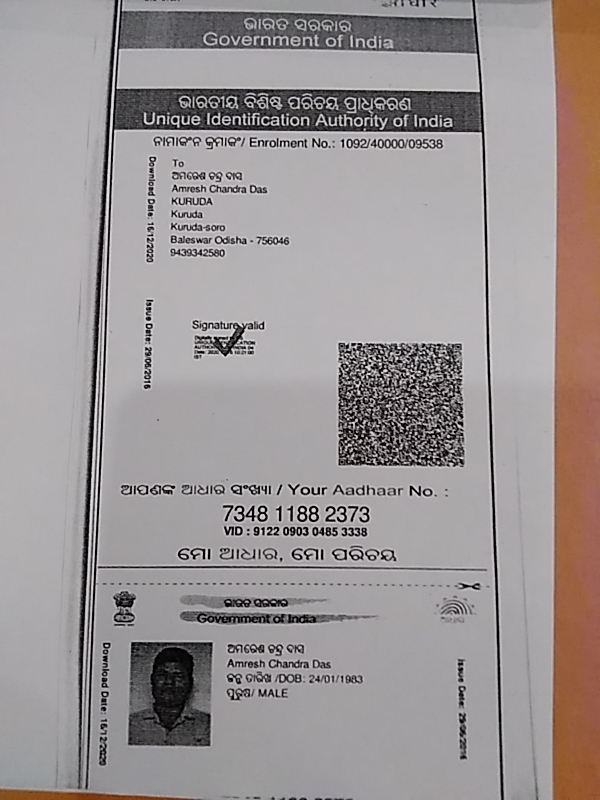 ଭାରତ ସରକାର
Government of India
ଭାରତୀୟ ବିଶିଷ୍ଟ ପରିଚୟ ପ୍ରାଧିକରଣ
Unique Identification Authority of India
ନାମାଙ୍କନ କ୍ରମାଙ୍କ/ Enrolment No.: 1092/40000/09538
Download Date: 16/12/2020
To
ଅମରେଶ ଚନ୍ଦ୍ର ଦାସ
Amresh Chandra Das
KURUDA
Kuruda
Kuruda-soro
Baleswar Odisha - 756046
9439342580
Issue Date: 29/06/2016
Signature valid
ଆପଣଙ୍କ ଆଧାର ସଂଖ୍ୟା / Your Aadhaar No. :
7348 1188 2373
VID : 9122 0903 0485 3338
ମୋ ଆଧାର, ମୋ ପରିଚୟ
ଭାରତ ସରକାର
Government of India
Download Date: 16/12/2020
ଅମରେଶ ଚନ୍ଦ୍ର ଦାସ
Amresh Chandra Das
ଜନ୍ମ ତାରିଖ /DOB: 24/01/1983
ପୁରୁଷ/ MALE
Issue Date: 29/06/2016